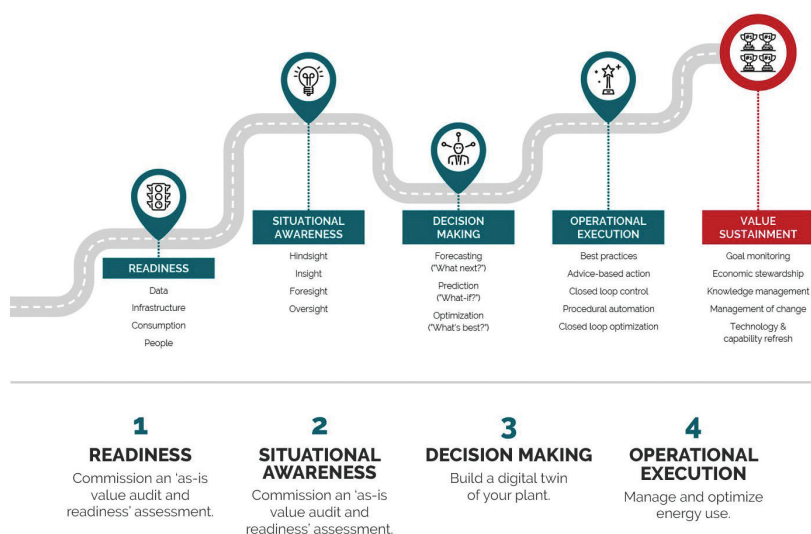 READINESS
Data
Infrastructure
Consumption
People
SITUATIONAL
AWARENESS
Hindsight
Insight
Foresight
Oversight
DECISION
MAKING
Forecasting
("What next?")
Prediction
("What-if?")
Optimization
("What's best?")
OPERATIONAL
EXECUTION
Best practices
Advice-based action
Closed loop control
Procedural automation
Closed loop optimization
#1 #1
#1 #1
VALUE
SUSTAINMENT
Goal monitoring
Economic stewardship
Knowledge management
Management of change
Technology &
capability refresh
1
READINESS
Commission an ‘as-is
value audit and
readiness’ assessment.
2
SITUATIONAL
AWARENESS
Commission an ‘as-is
value audit and
readiness’ assessment.
3
DECISION MAKING
Build a digital twin
of your plant.
4
OPERATIONAL
EXECUTION
Manage and optimize
energy use.